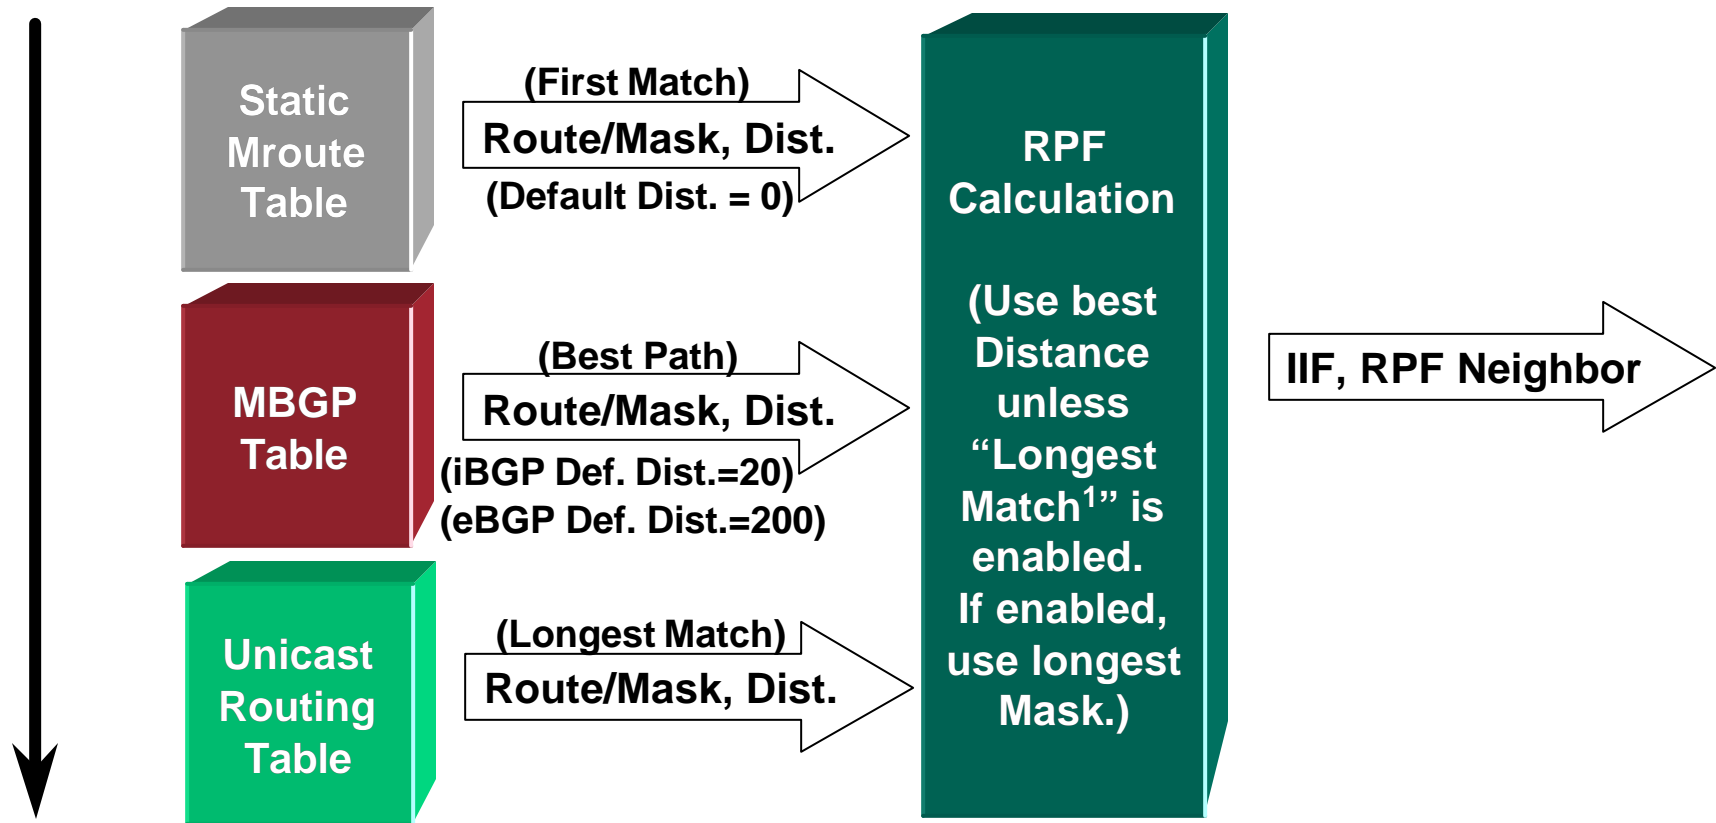 Static
Mroute
Table
(First Match)
Route/Mask, Dist.
(Default Dist. = 0)
MBGP
Table
(Best Path)
Route/Mask, Dist.
(iBGP Def. Dist.=20)
(eBGP Def. Dist.=200)
Unicast
Routing
Table
(Longest Match)
Route/Mask, Dist.
RPF
Calculation
(Use best
Distance
unless
“Longest
Match¹” is
enabled.
If enabled,
use longest
Mask.)
IIF, RPF Neighbor